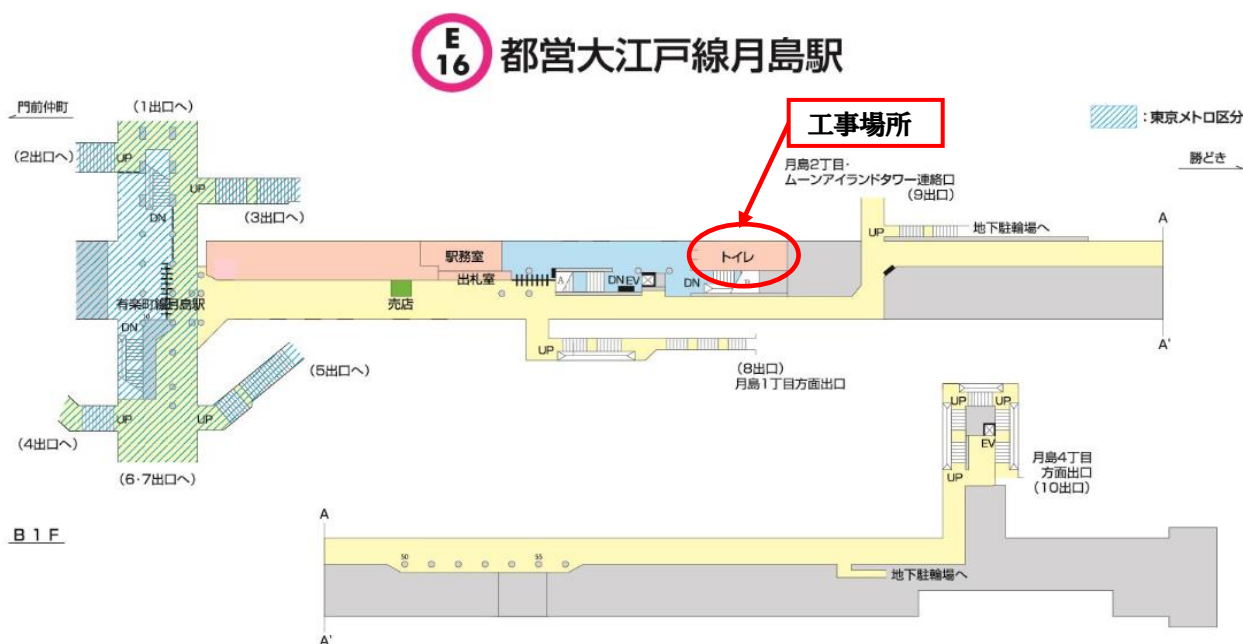 E
16
都営大江戸線月島駅
門前仲町
(1出口へ)
工事場所
:東京メトロ区分
(2出口へ)
UP
月島2丁目・
ムーンアイランドタワー連絡口
(9出口)
勝どき
UP
(3出口へ)
DN
A
UP
地下駐輪場へ
駅務室
トイレ
出札室
A
DN
EV
DN
B
有楽町線月島駅
売店
DN
UP
A'
(8出口)
月島1丁目方面出口
(5出口へ)
UP
UP
(4出口へ)
(6・7出口へ)
UP
UP
EV
UP
月島4丁目
方面出口
(10出口)
B1F
A
50
55
地下駐輪場へ
A'